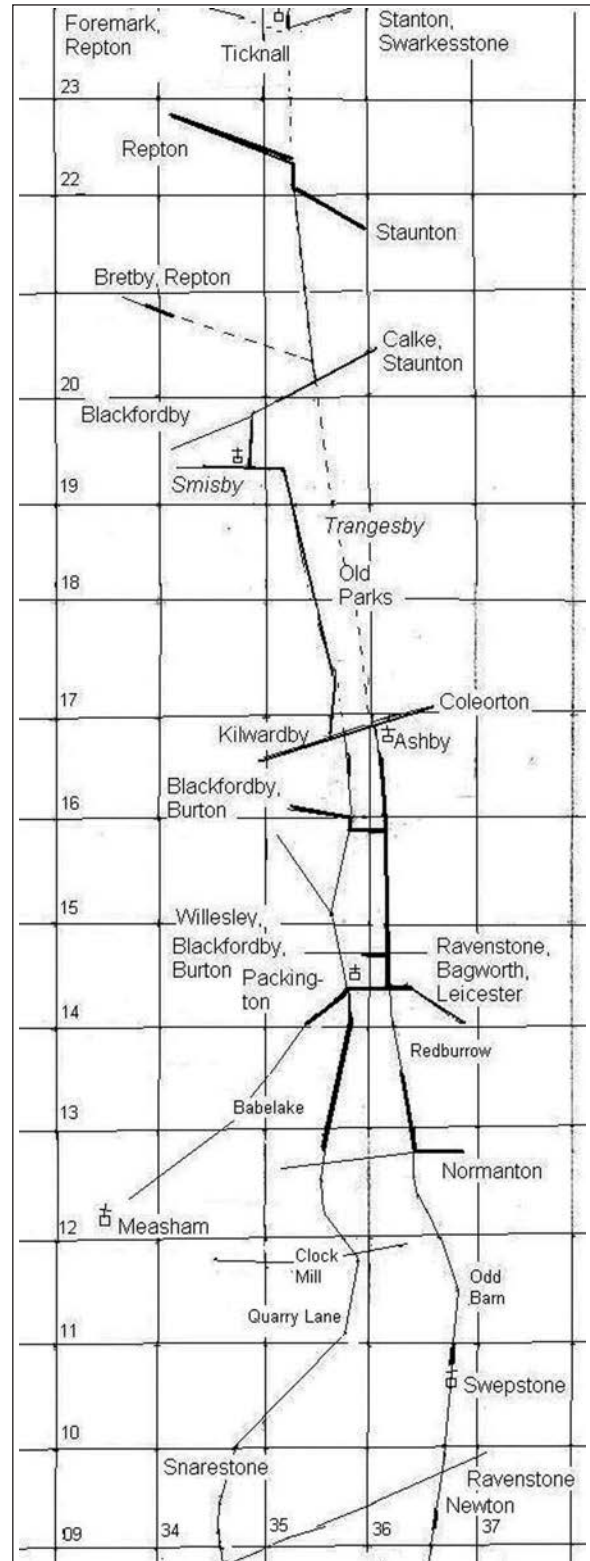 Foremark,
Repton
Stanton,
Swarkesstone
Ticknall
23
Repton
22
Staunton
Bretby, Repton
Calke,
Staunton
20
Blackfordby
Smisby
19
Trangesby
Old
Parks
18
17
Coleorton
Kilwardby
Ashby
Blackfordby,
Burton
16
15
Willesley,
Blackfordby,
Burton
Ravenstone,
Bagworth,
Leicester
Packing-
ton
14
Redburrow
Babelake
13
Normanton
12
Measham
Clock
Mill
Odd
Barn
Quarry Lane
11
Swepstone
10
Snarestone
Ravenstone
Newton
09
34
35
36
37